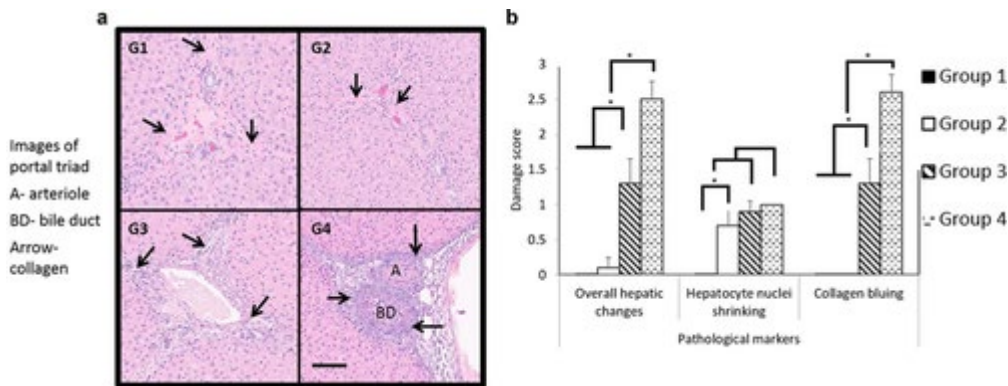 a
Images of
portal triad
A- arteriole
BD- bile duct
Arrow-
collagen
G1
G2
G3
G4
A
BD
b
Damage score
3
2.5
2
1.5
1
0.5
0
*
*
*
*
*
Overall hepatic
changes
Hepatocyte nuclei
shrinking
Collagen bluing
Pathological markers
Group 1
Group 2
Group 3
Group 4